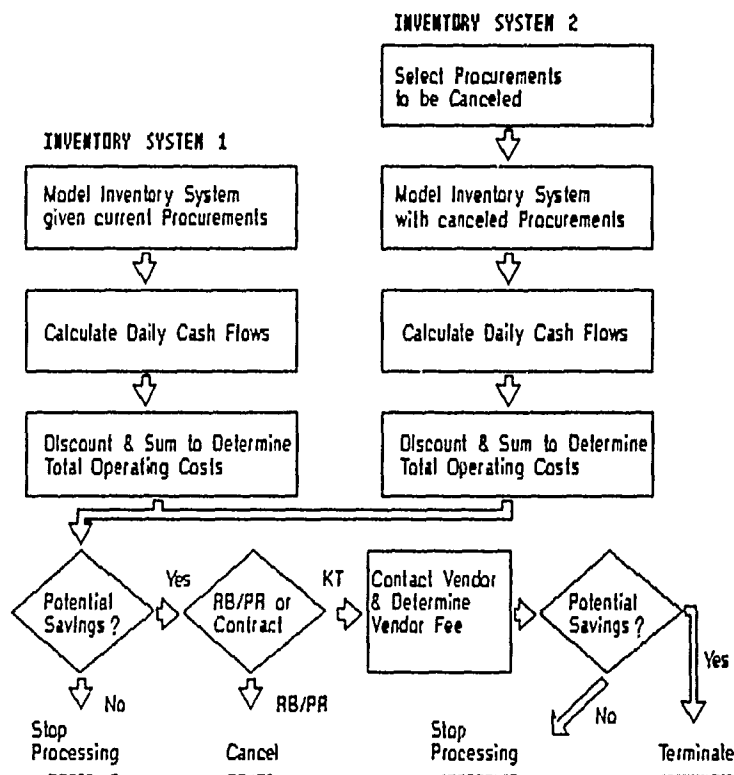 INVENTORY SYSTEM 2
Select Procurements
to be Canceled
INVENTORY SYSTEM 1
Model Inventory System
given current Procurements
Model Inventory System
with canceled Procurements
Calculate Daily Cash Flows
Calculate Daily Cash Flows
Discount & Sum to Determine
Total Operating Costs
Discount & Sum to Determine
Total Operating Costs
Potential
Savings?
Yes
RB/PR or
Contract
KT
Contact Vendor
& Determine
Vendor Fee
Potential
Savings?
Yes
No
RB/PR
No
Stop
Processing
Cancel
Stop
Processing
Terminate